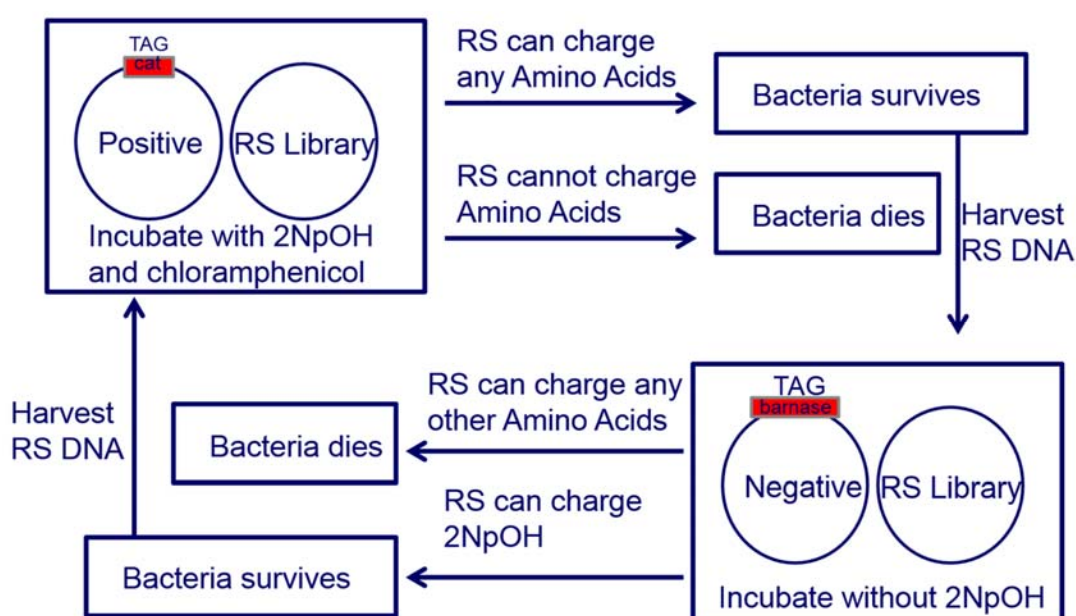 TAG
cat
Positive
RS Library
Incubate with 2NpOH
and chloramphenicol
RS can charge
any Amino Acids
Bacteria survives
RS cannot charge
Amino Acids
Bacteria dies
Harvest
RS DNA
TAG
barnase
Negative
RS Library
Incubate without 2NpOH
RS can charge any
other Amino Acids
Bacteria dies
RS can charge
2NpOH
Bacteria survives
Harvest
RS DNA